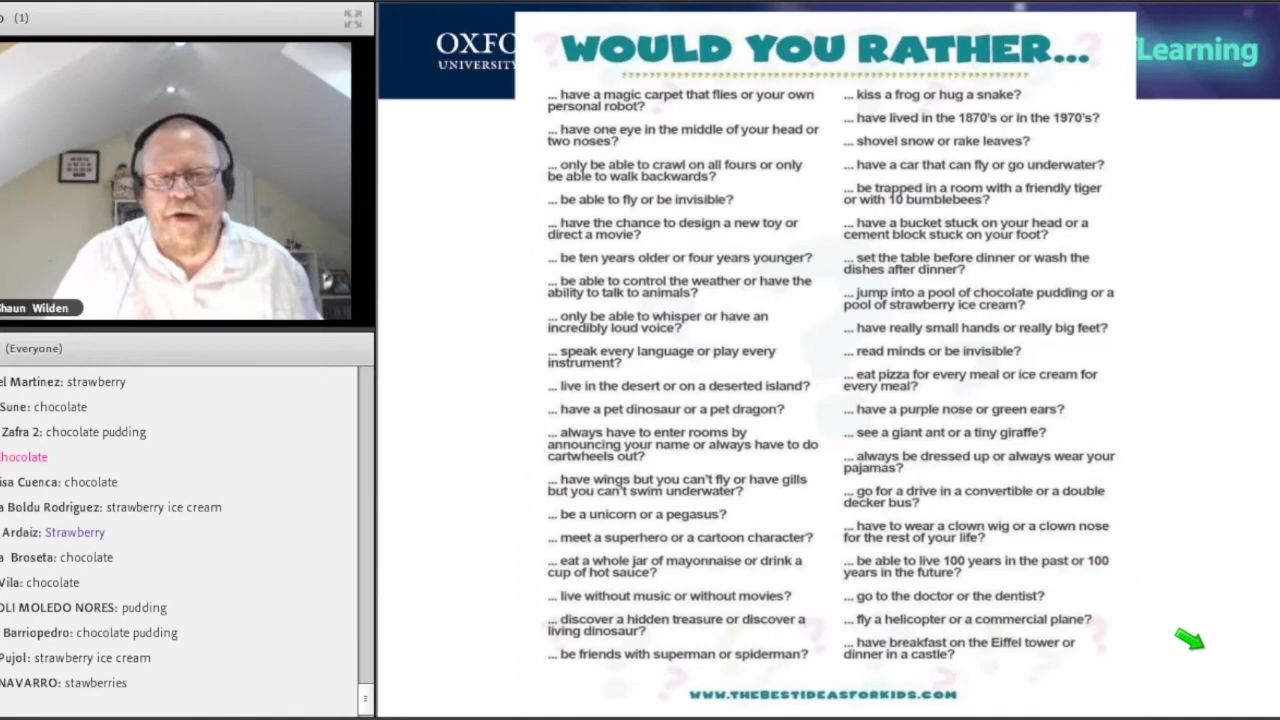 (1)
Shaun Wilden
(Everyone)
Martinez: strawberry
Sune: chocolate
Zafra 2: chocolate pudding
Chocolate
Cuenca: chocolate
Boldu Rodriguez: strawberry ice cream
Ardaiz: Strawberry
Broseta: chocolate
Vila: chocolate
MOLEDO NORES: pudding
Barriopedro: chocolate pudding
Pujol: strawberry ice cream
NAVARRO: stawberries
OXFO
UNIVERSITY
Learning
WOULD YOU RATHER...
... have a magic carpet that flies or your own
personal robot?
... have one eye in the middle of your head or
two noses?
... only be able to crawl on all fours or only
be able to walk backwards?
... be able to fly or be invisible?
... have the chance to design a new toy or
direct a movie?
... be ten years older or four years younger?
... be able to control the weather or have the
ability to talk to animals?
... only be able to whisper or have an
incredibly loud voice?
... speak every language or play every
instrument?
... live in the desert or on a deserted island?
... have a pet dinosaur or a pet dragon?
... always have to enter rooms by
announcing your name or always have to do
cartwheels out?
... have wings but you can't fly or have gills
but you can't swim underwater?
... be a unicorn or a pegasus?
... meet a superhero or a cartoon character?
... eat a whole jar of mayonnaise or drink a
cup of hot sauce?
... live without music or without movies?
... discover a hidden treasure or discover a
living dinosaur?
... be friends with superman or spiderman?
... kiss a frog or hug a snake?
... have lived in the 1870's or in the 1970's?
... shovel snow or rake leaves?
... have a car that can fly or go underwater?
... be trapped in a room with a friendly tiger
or with 10 bumblebees?
... have a bucket stuck on your head or a
cement block stuck on your foot?
... set the table before dinner or wash the
dishes after dinner?
... jump into a pool of chocolate pudding or a
pool of strawberry ice cream?
... have really small hands or really big feet?
... read minds or be invisible?
... eat pizza for every meal or ice cream for
every meal?
... have a purple nose or green ears?
... see a giant ant or a tiny giraffe?
... always be dressed up or always wear your
pajamas?
... go for a drive in a convertible or a double
decker bus?
... have to wear a clown wig or a clown nose
for the rest of your life?
... be able to live 100 years in the past or 100
years in the future?
... go to the doctor or the dentist?
... fly a helicopter or a commercial plane?
... have breakfast on the Eiffel tower or
dinner in a castle?
WWW.THEBESTIDEASFORKIDS.COM